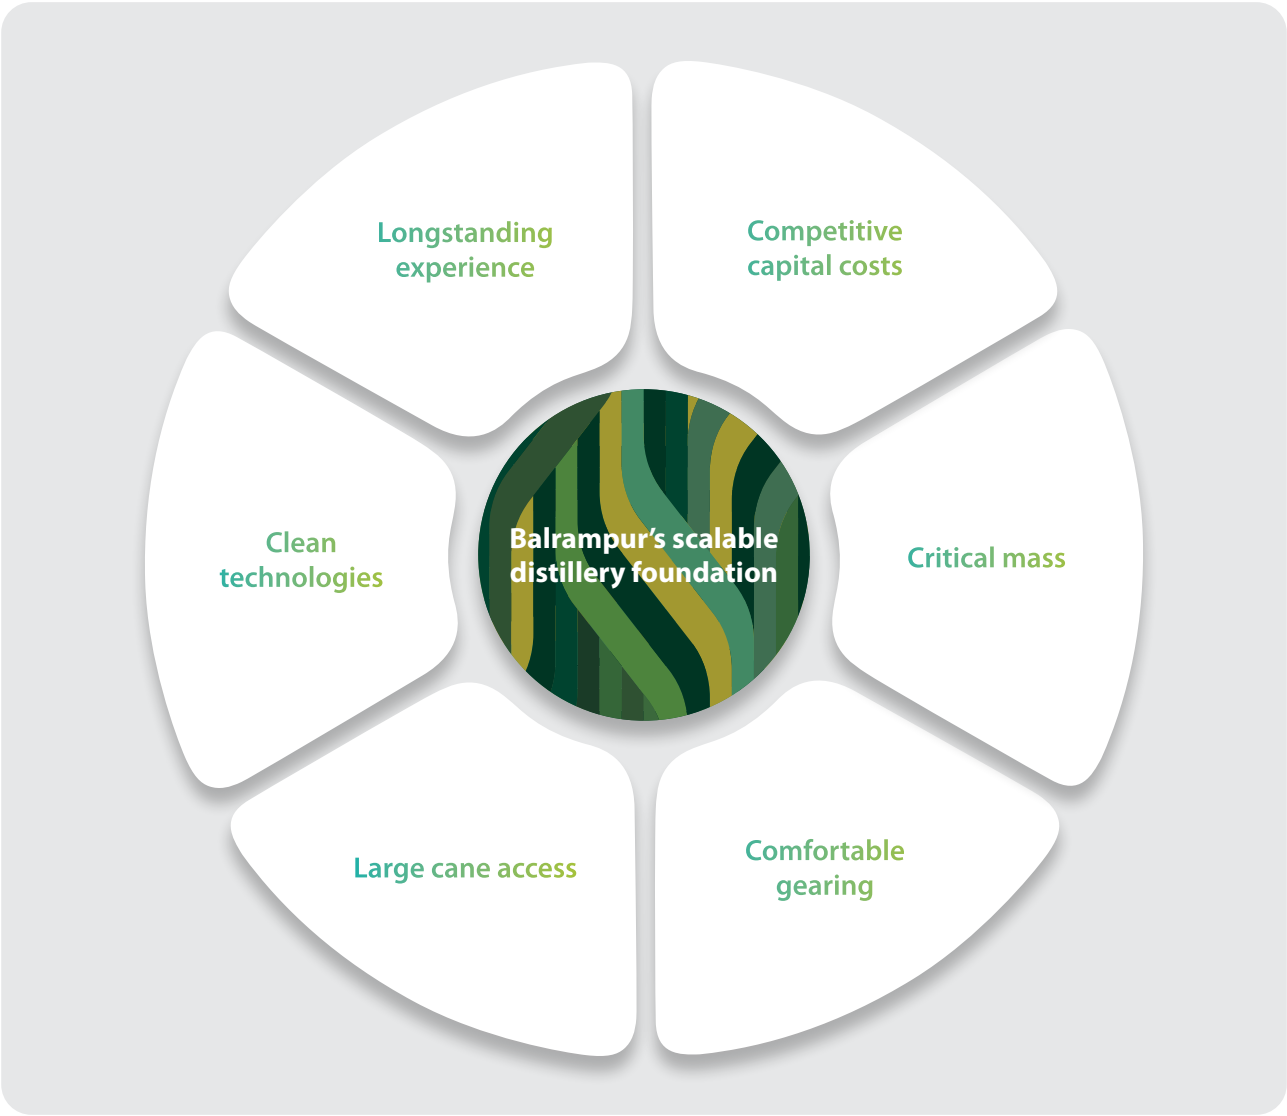 Longstanding
experience
Competitive
capital costs
Clean
technologies
Balrampur’s scalable
distillery foundation
Critical mass
Large cane access
Comfortable
gearing